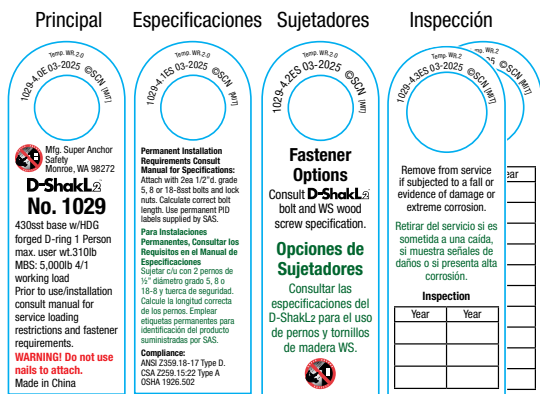 Principal
Temp. WR.2.0
1029-4.0E 03-2025 ©SCN [MIT]
Mfg. Super Anchor
Safety
Monroe, WA 98272
D-ShakL2
No. 1029
430sst base w/HDG
forged D-ring 1 Person
max. user wt.310lb
MBS: 5,000lb 4/1
working load
Prior to use/installation
consult manual for
service loading
restrictions and fastener
requirements.
WARNING! Do not use
nails to attach.
Made in China
Especificaciones
Temp. WR.2.0
1029-4.1ES 03-2025 ©SCN [MIT]
Permanent Installation
Requirements Consult
Manual for Specifications:
Attach with 2ea 1/2"d. grade
5, 8 or 18-8sst bolts and lock
nuts. Calculate correct bolt
length. Use permanent PID
labels supplied by SAS.
Para Instalaciones
Permanentes, Consultar los
Requisitos en el Manual de
Especificaciones
Sujetar c/u con 2 pernos de
½" diámetro grado 5, 8 o
18-8 y tuerca de seguridad.
Calcule la longitud correcta
de los pernos. Emplear
etiquetas permanentes para
identificación del producto
suministradas por SAS.
Compliance:
ANSI Z359.18-17 Type D.
CSA Z259.15:22 Type A
OSHA 1926.502
Sujetadores
Temp. WR.2.0
1029-4.2ES 03-2025 ©SCN [MIT]
Fastener
Options
Consult D-ShakL2
bolt and WS wood
screw specification.
Opciones de
Sujetadores
Consultar las
especificaciones del
D-ShakL2 para el uso
de pernos y tornillos
de madera WS.
Inspección
Temp. WR.2
1029-4.3ES 03-2025 ©SCN [MIT]
Remove from service
if subjected to a fall or
evidence of damage or
extreme corrosion.
Retirar del servicio si es
sometida a una caída,
si muestra señales de
daños o si presenta alta
corrosión.
Inspection
Year Year
WR.2
03-2025 ©SCN [MIT]
ear